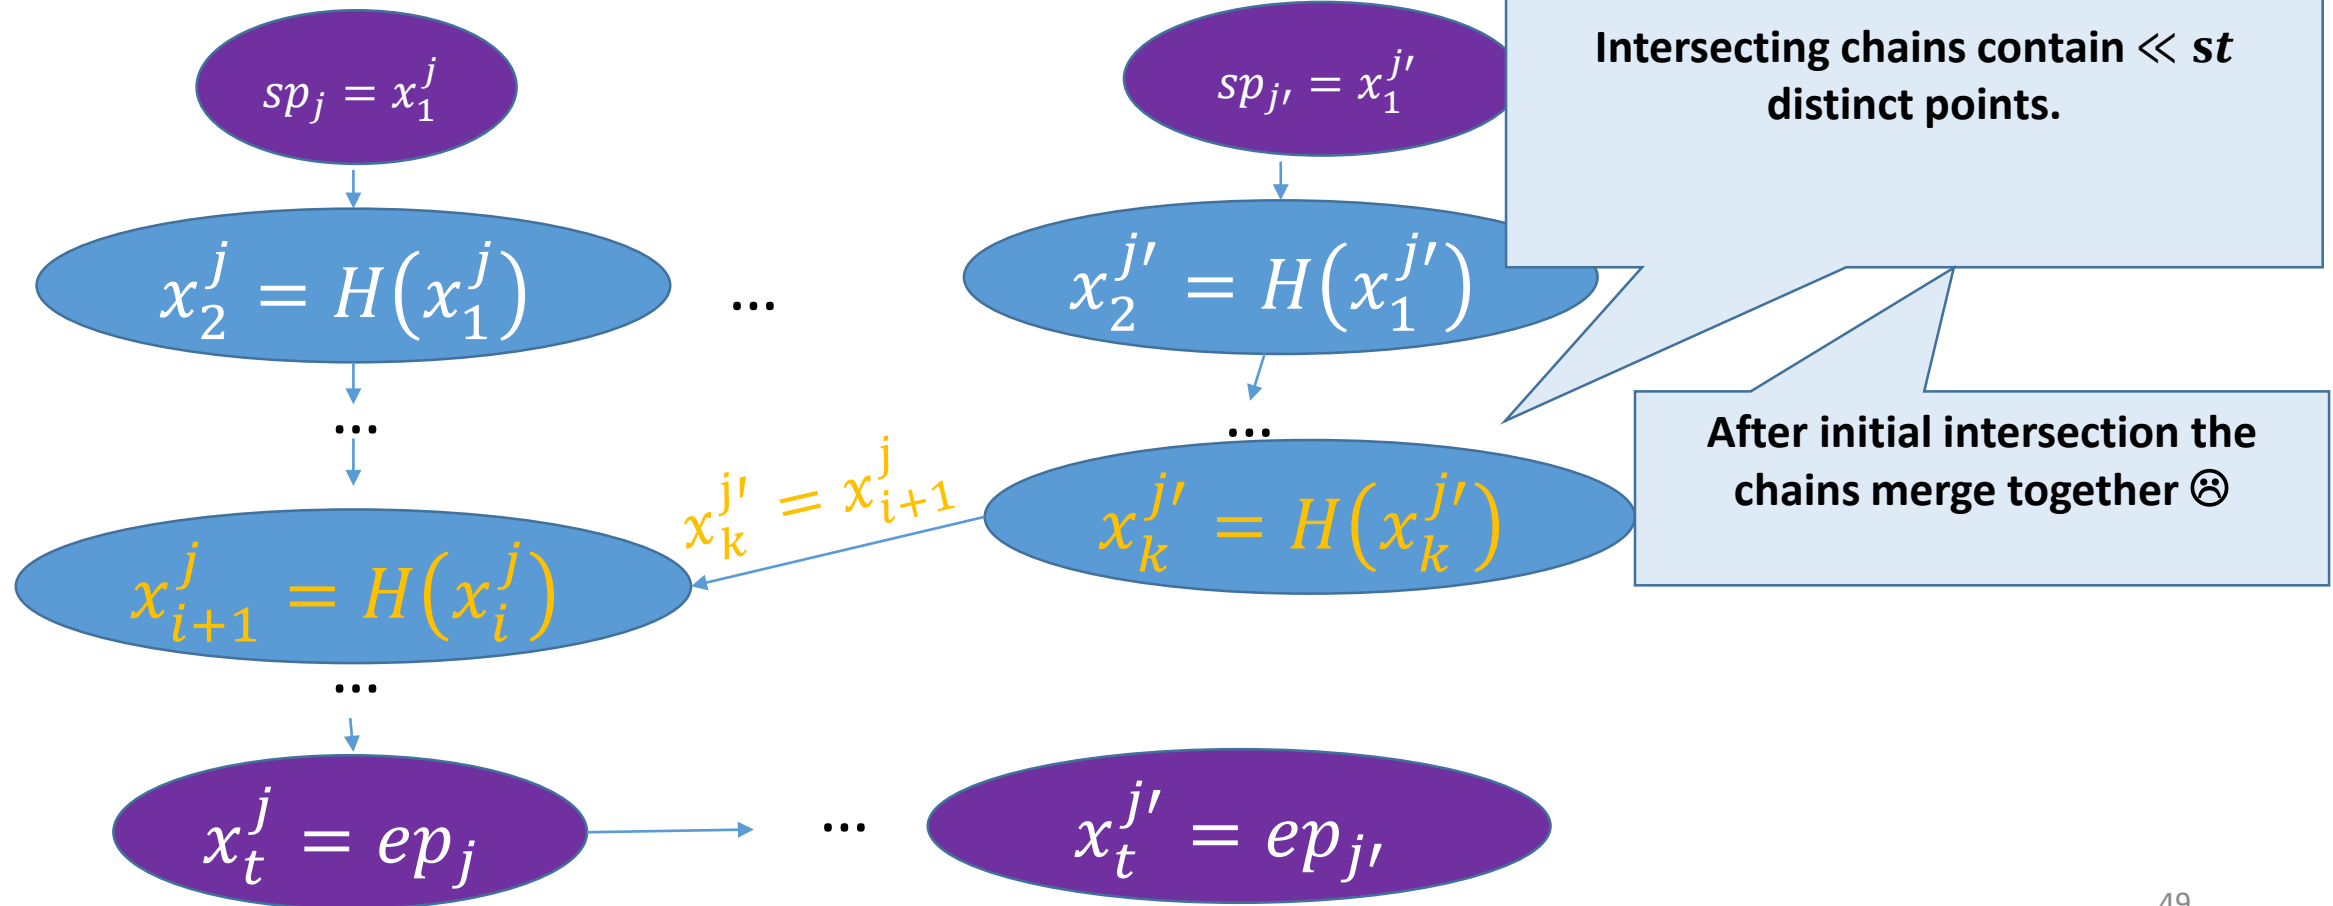 sp_j = x_1^j
sp_{j'} = x_1^{j'}
Intersecting chains contain ≪ st
distinct points.
x_2^j = H(x_1^j)
...
x_2^{j'} = H(x_1^{j'})
...
...
After initial intersection the
chains merge together ☹
x_k^{j'} = x_{i+1}^j
x_k^{j'} = H(x_k^{j'})
x_{i+1}^j = H(x_i^j)
...
x_t^j = ep_j
...
x_t^{j'} = ep_{j'}
49